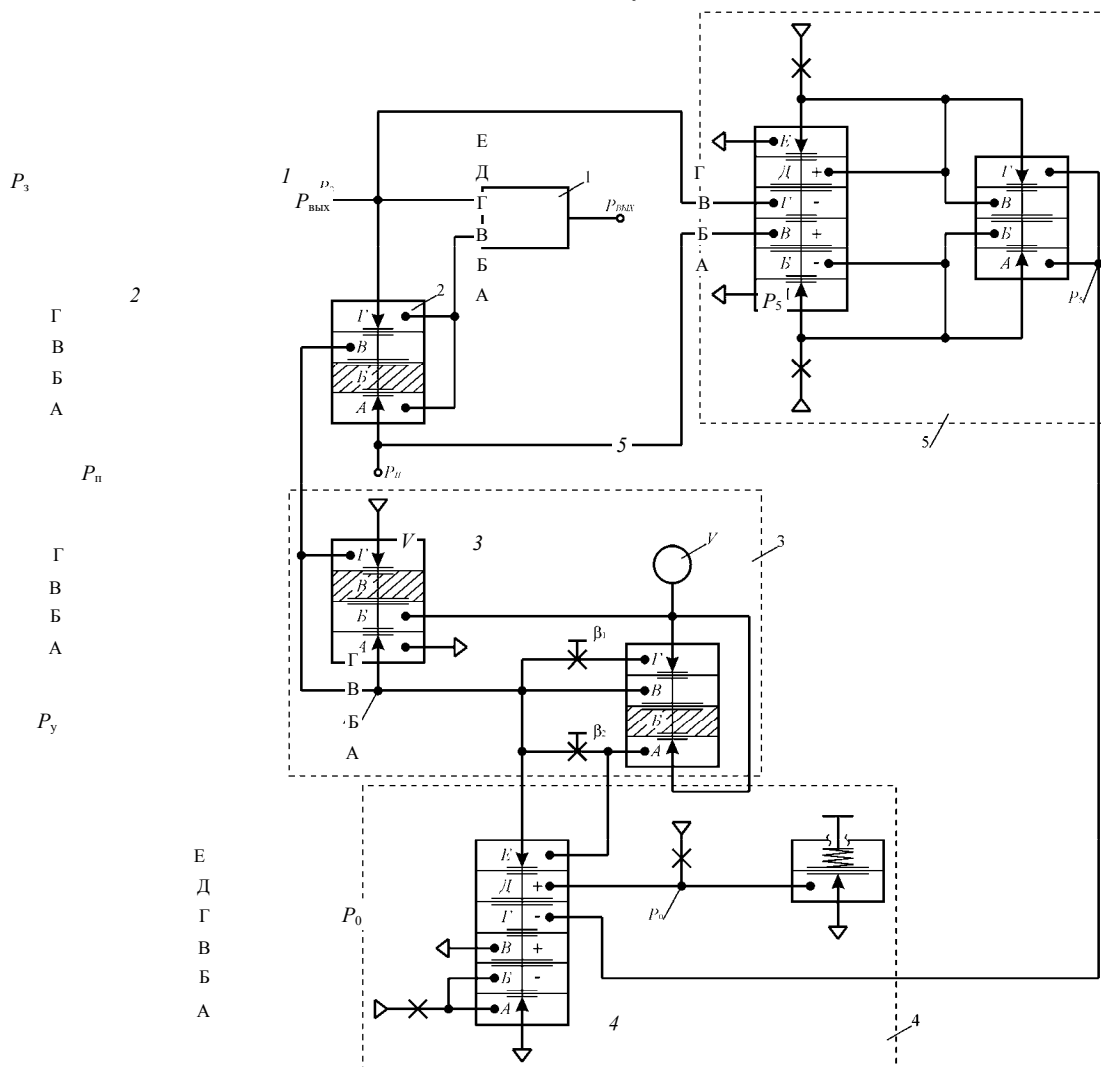 Е
Д
Г
В
Б
А
Pз
1
Pвых
Г
В
Б
А
1
Pвых
Г
В
Б
А
Е
Д +
Г -
В +
Б -
P5
Г
В
Б
А
2
Г
В
Б
А
2
Г
В
Б
А
5
5
Pп
V
3
Г
В
Б
А
Г
В
Б
А
V
3
β1
Г
В
Б
А
β2
Pу
Г
В
Б
А
Е
Д
Г
В
Б
А
P0
Е
Д +
Г -
В +
Б -
А
P0
4
4